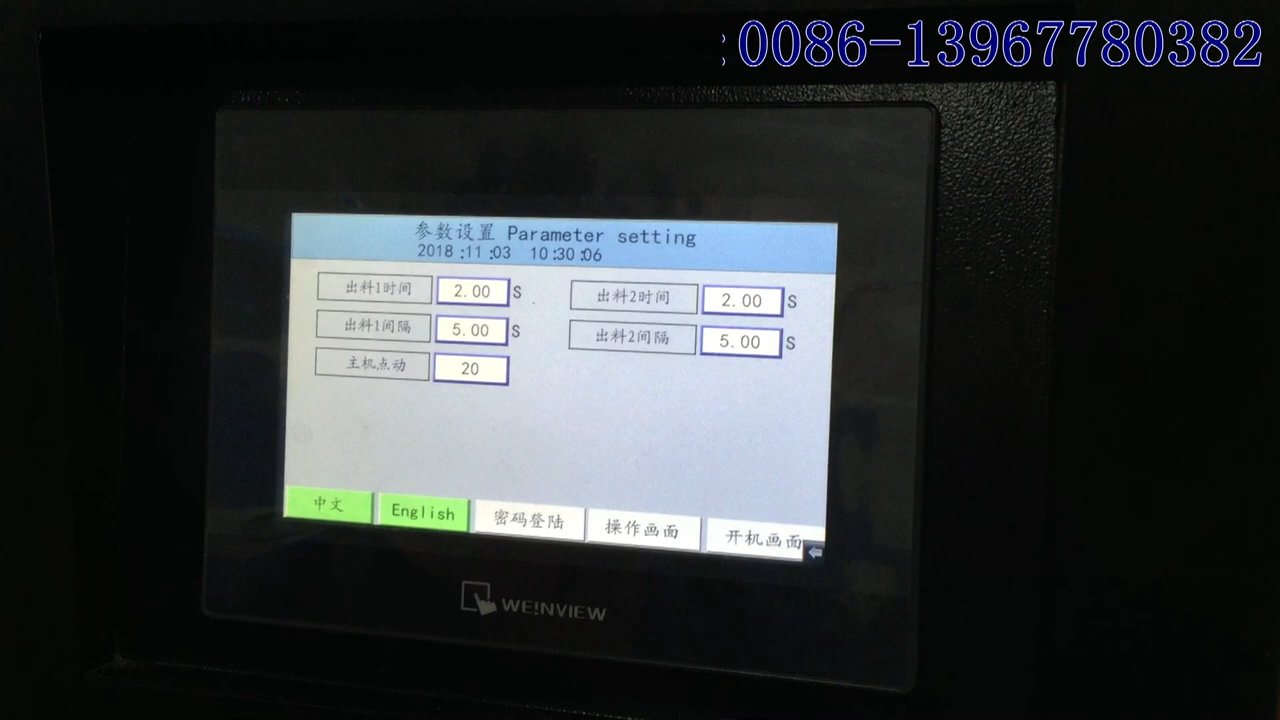 :0086-13967780382
参数设置 Parameter setting
2018:11:03 10:30:06
出料1时间 2.00 S
出料2时间 2.00 S
出料1间隔 5.00 S
出料2间隔 5.00 S
主机点动 20
中文 English 密码登陆 操作画面 开机画面
WEINVIEW